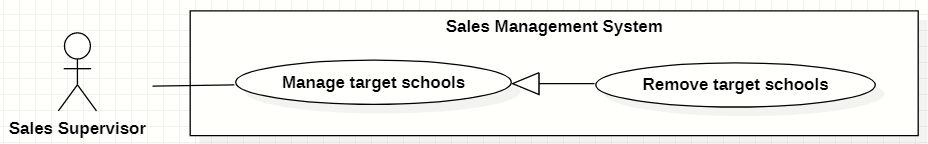 Sales Management System
Manage target schools
Remove target schools
Sales Supervisor